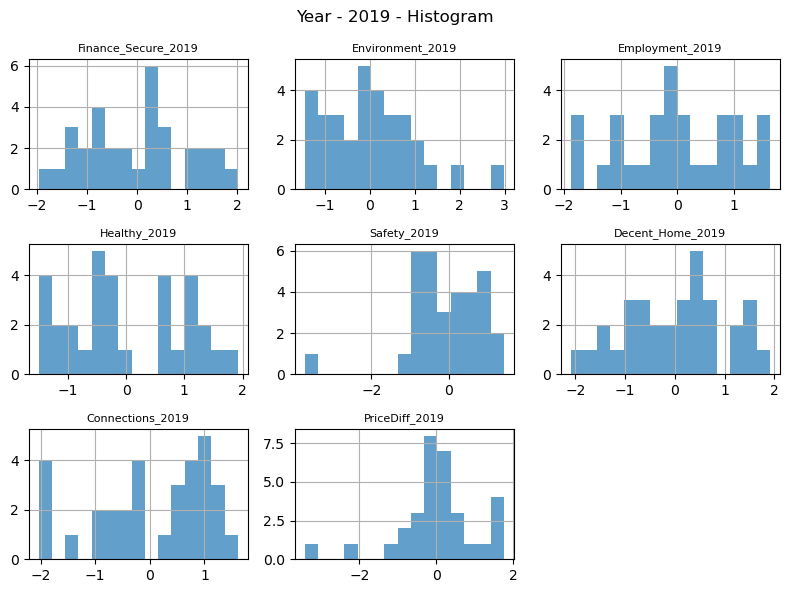 Year - 2019 - Histogram
Finance_Secure_2019
Environment_2019
Employment_2019
6
4
2
0
−2 −1 0 1 2
4
2
0
−1 0 1 2 3
4
2
0
−2 −1 0 1
Healthy_2019
Safety_2019
Decent_Home_2019
4
2
0
−1 0 1 2
6
4
2
0
−2 0
4
2
0
−2 −1 0 1 2
Connections_2019
PriceDiff_2019
4
2
0
−2 −1 0 1
7.5
5.0
2.5
0.0
−2 0 2